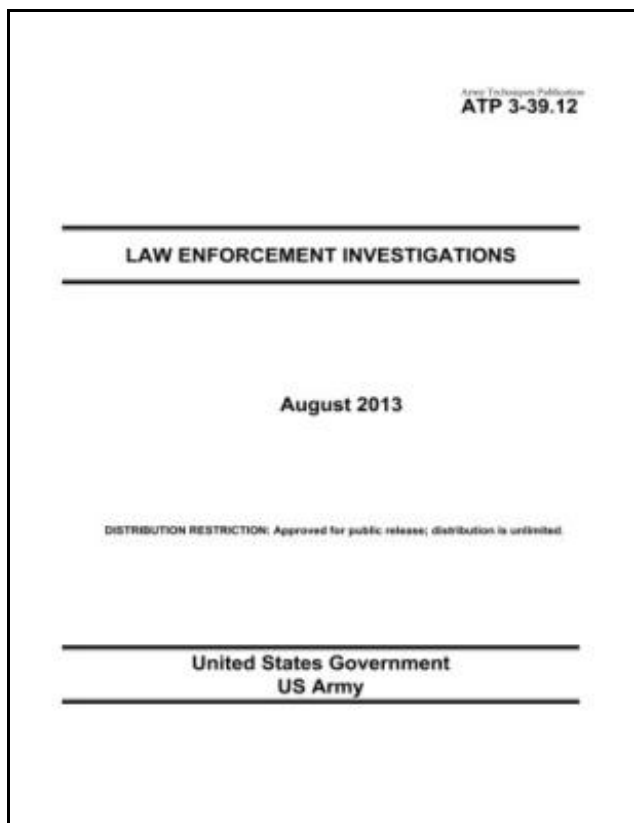 Army Techniques Publication
ATP 3-39.12
LAW ENFORCEMENT INVESTIGATIONS
August 2013
DISTRIBUTION RESTRICTION: Approved for public release; distribution is unlimited.
United States Government
US Army